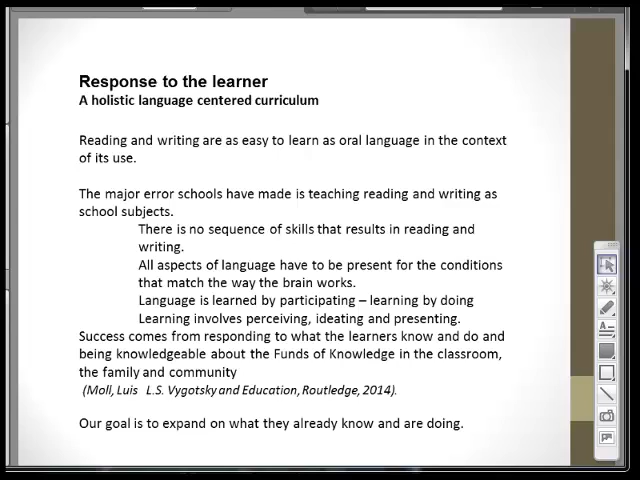 Response to the learner
A holistic language centered curriculum
Reading and writing are as easy to learn as oral language in the context
of its use.
The major error schools have made is teaching reading and writing as
school subjects.
There is no sequence of skills that results in reading and
writing.
All aspects of language have to be present for the conditions
that match the way the brain works.
Language is learned by participating – learning by doing
Learning involves perceiving, ideating and presenting.
Success comes from responding to what the learners know and do and
being knowledgeable about the Funds of Knowledge in the classroom,
the family and community
(Moll, Luis L.S. Vygotsky and Education, Routledge, 2014).
Our goal is to expand on what they already know and are doing.